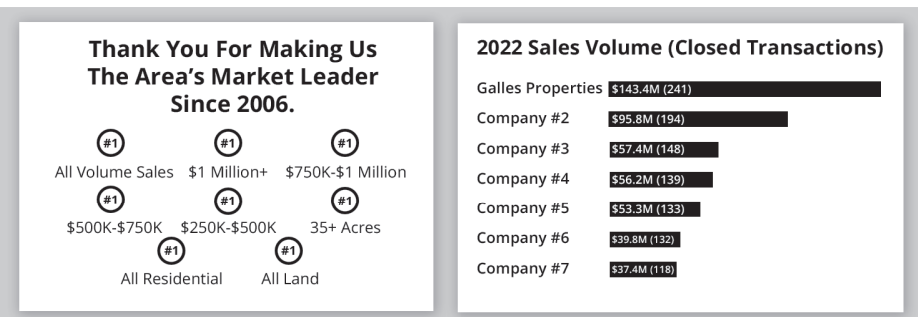 Thank You For Making Us
The Area's Market Leader
Since 2006.
#1 #1 #1
All Volume Sales $1 Million+ $750K-$1 Million
#1 #1 #1
$500K-$750K $250K-$500K 35+ Acres
#1 #1
All Residential All Land
2022 Sales Volume (Closed Transactions)
Galles Properties $143.4M (241)
Company #2 $95.8M (194)
Company #3 $57.4M (148)
Company #4 $56.2M (139)
Company #5 $53.3M (133)
Company #6 $39.8M (132)
Company #7 $37.4M (118)